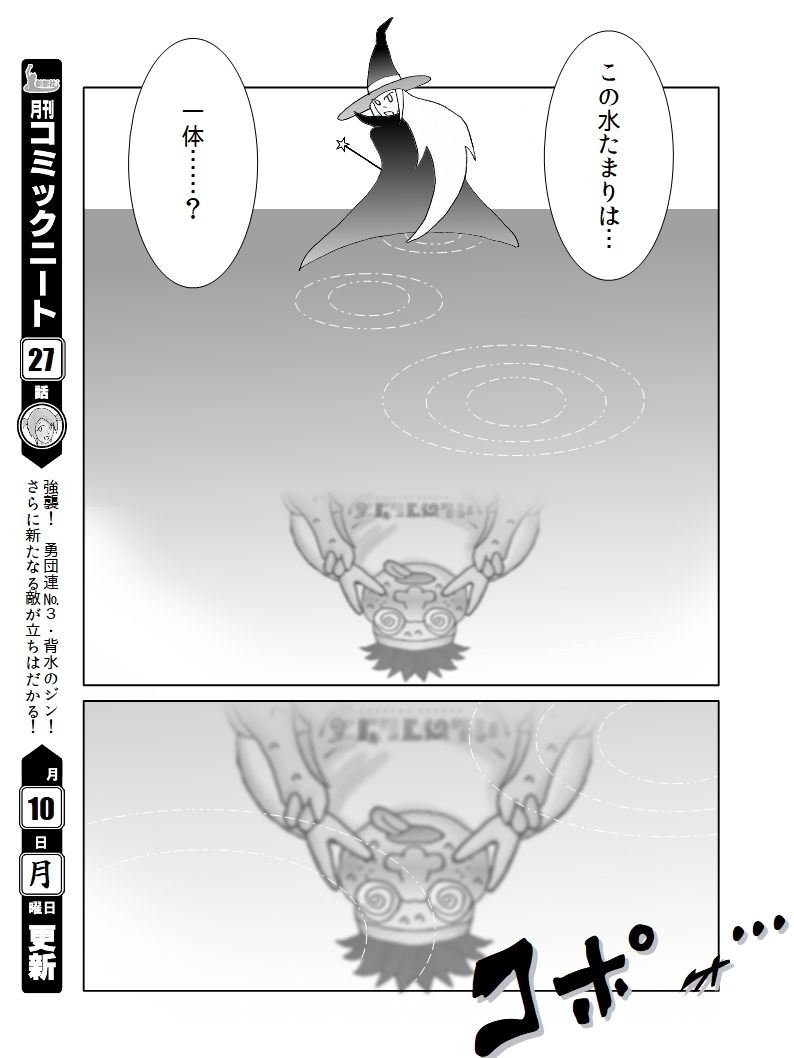 この水たまりは…
一体……？
コポォ…
新都社
月刊
コミックニート
27
話
強襲！　勇団連№３・背水のジン！
さらに新たなる敵が立ちはだかる！
月
10
日
月
曜日
更新